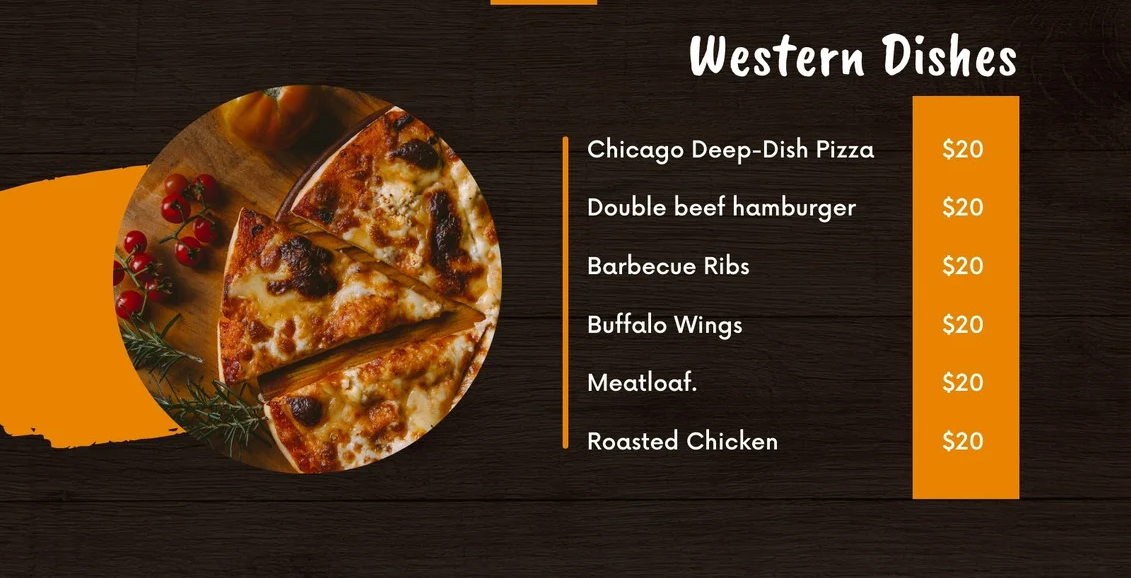 Western Dishes
Chicago Deep-Dish Pizza $20
Double beef hamburger $20
Barbecue Ribs $20
Buffalo Wings $20
Meatloaf. $20
Roasted Chicken $20